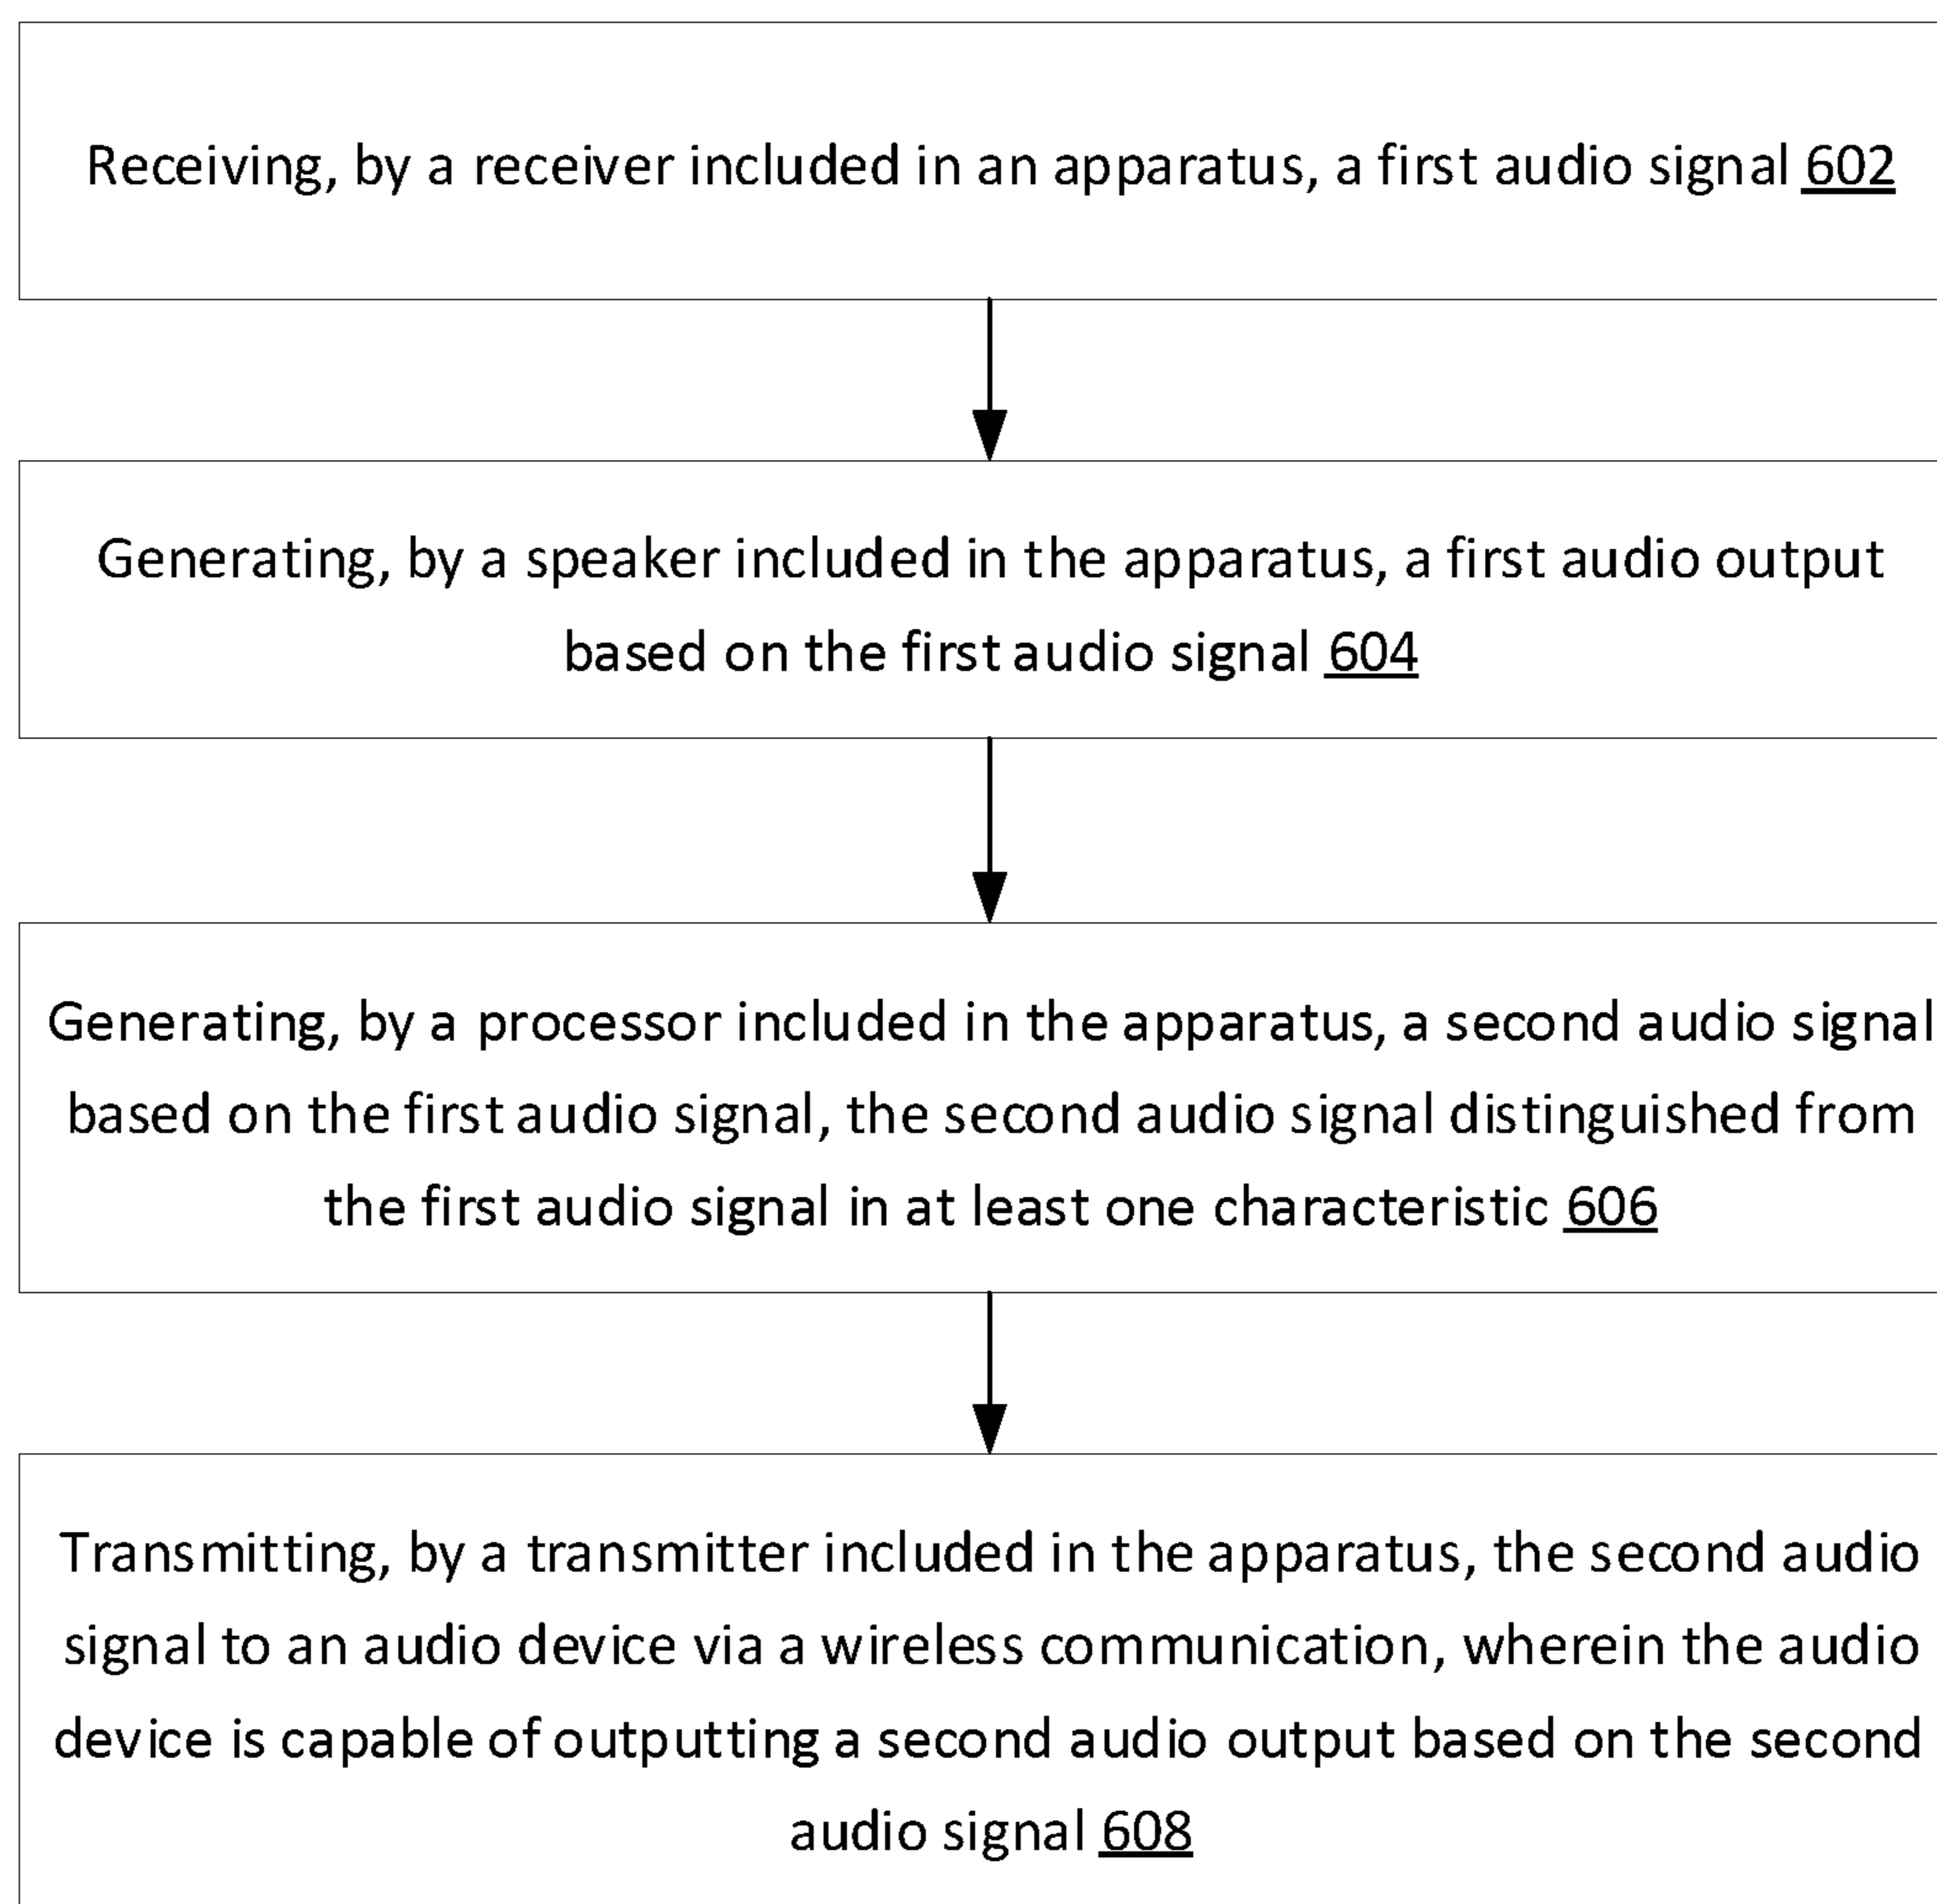 Receiving, by a receiver included in an apparatus, a first audio signal 602
Generating, by a speaker included in the apparatus, a first audio output
based on the first audio signal 604
Generating, by a processor included in the apparatus, a second audio signal
based on the first audio signal, the second audio signal distinguished from
the first audio signal in at least one characteristic 606
Transmitting, by a transmitter included in the apparatus, the second audio
signal to an audio device via a wireless communication, wherein the audio
device is capable of outputting a second audio output based on the second
audio signal 608